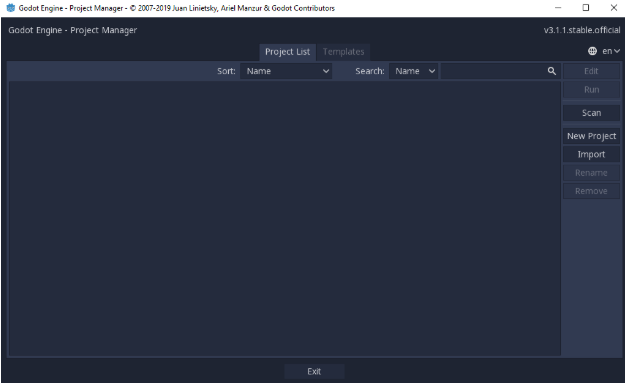 Godot Engine - Project Manager - © 2007-2019 Juan Linietsky, Ariel Manzur & Godot Contributors
Godot Engine - Project Manager v3.1.1.stable.official
Project List Templates
en
Sort: Name Search: Name
Edit
Run
Scan
New Project
Import
Rename
Remove
Exit